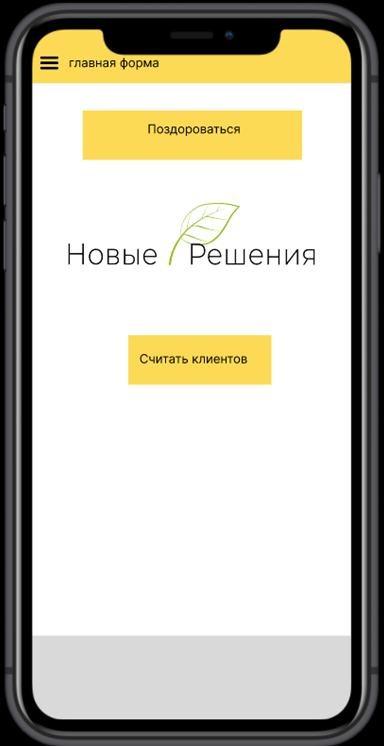 главная форма
Поздороваться
Новые Решения
Считать клиентов